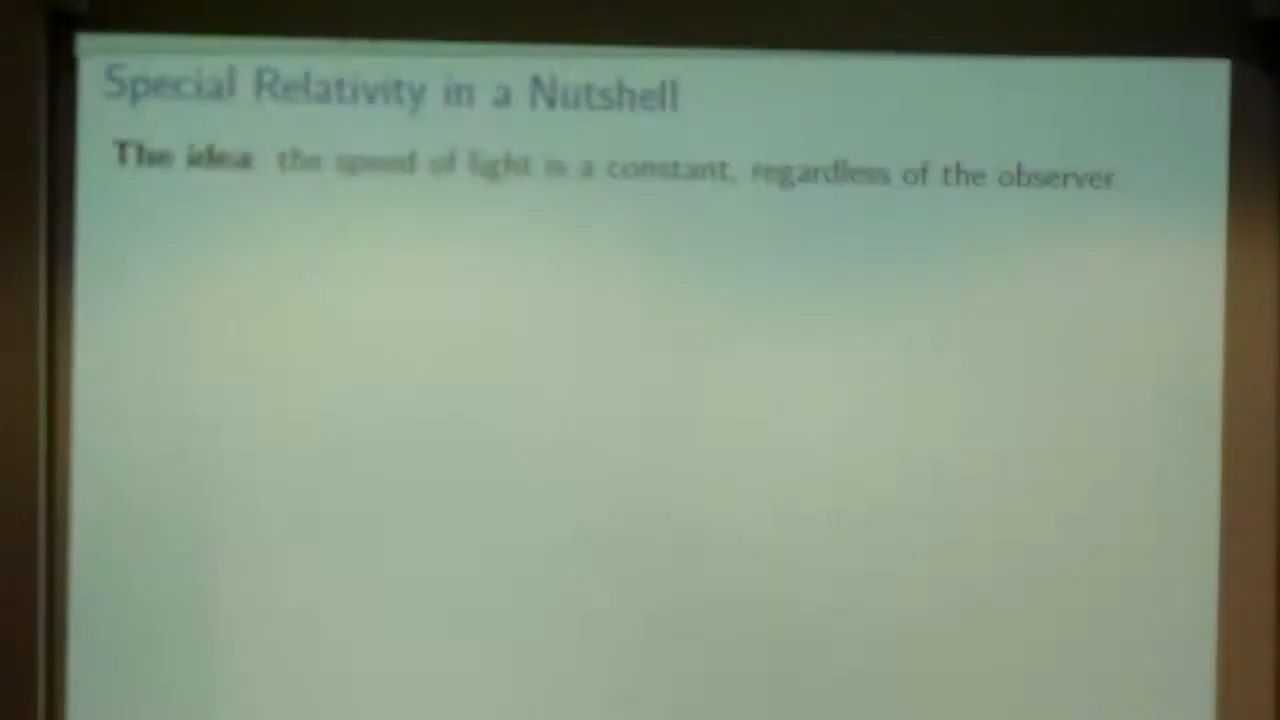 Special Relativity in a Nutshell
The idea the speed of light is a constant, regardless of the observer